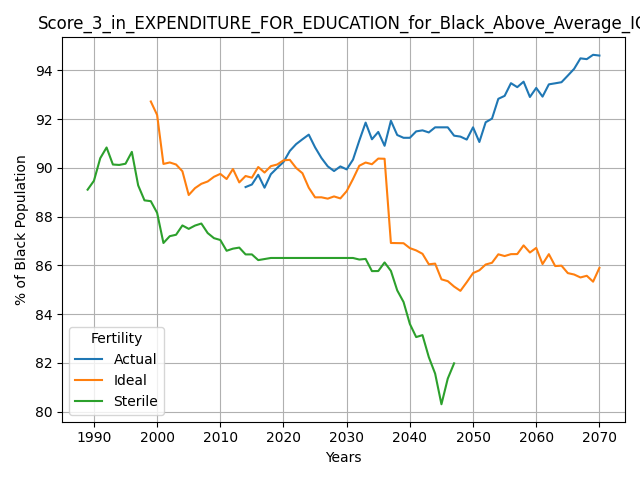 Score_3_in_EXPENDITURE_FOR_EDUCATION_for_Black_Above_Average_IQ
% of Black Population
94
92
90
88
86
84
82
80
Fertility
Actual
Ideal
Sterile
1990 2000 2010 2020 2030 2040 2050 2060 2070
Years